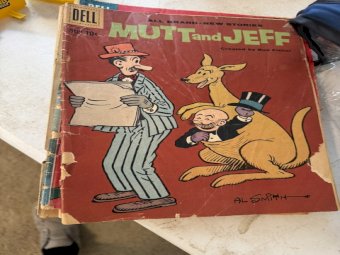 DELL
ALL BRAND-NEW STORIES
MUTT and JEFF
Created by Bud Fisher
AL SMITH